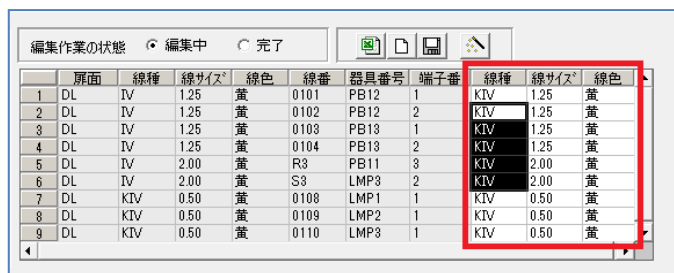 編集作業の状態 編集中 完了
扉面 線種 線サイズ 線色 線番 器具番号 端子番 線種 線サイズ 線色
1 DL IV 1.25 黄 0101 PB12 1 KIV 1.25 黄
2 DL IV 1.25 黄 0102 PB12 2 KIV 1.25 黄
3 DL IV 1.25 黄 0103 PB13 1 KIV 1.25 黄
4 DL IV 1.25 黄 0104 PB13 2 KIV 1.25 黄
5 DL IV 2.00 黄 R3 PB11 3 KIV 2.00 黄
6 DL IV 2.00 黄 S3 LMP3 2 KIV 2.00 黄
7 DL KIV 0.50 黄 0108 LMP1 1 KIV 0.50 黄
8 DL KIV 0.50 黄 0109 LMP2 1 KIV 0.50 黄
9 DL KIV 0.50 黄 0110 LMP3 1 KIV 0.50 黄